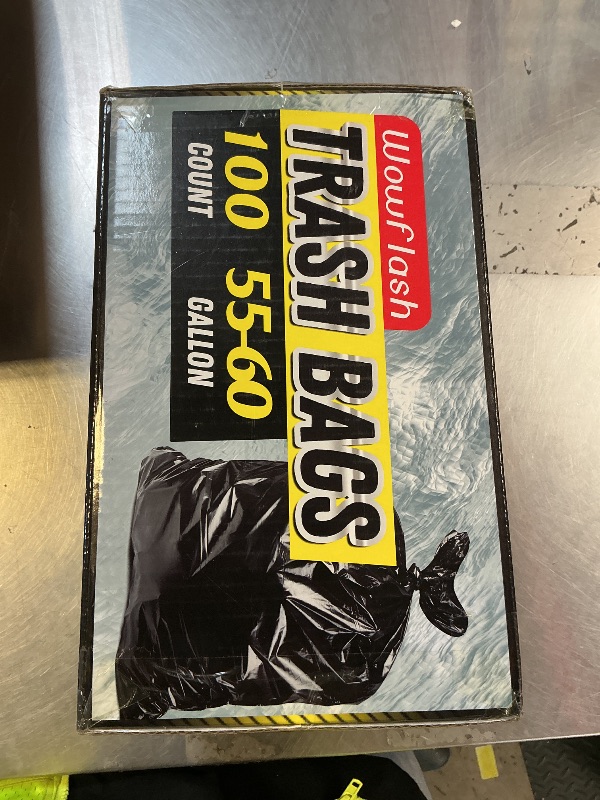 Wowflash
TRASH BAGS
100 55-60
COUNT GALLON